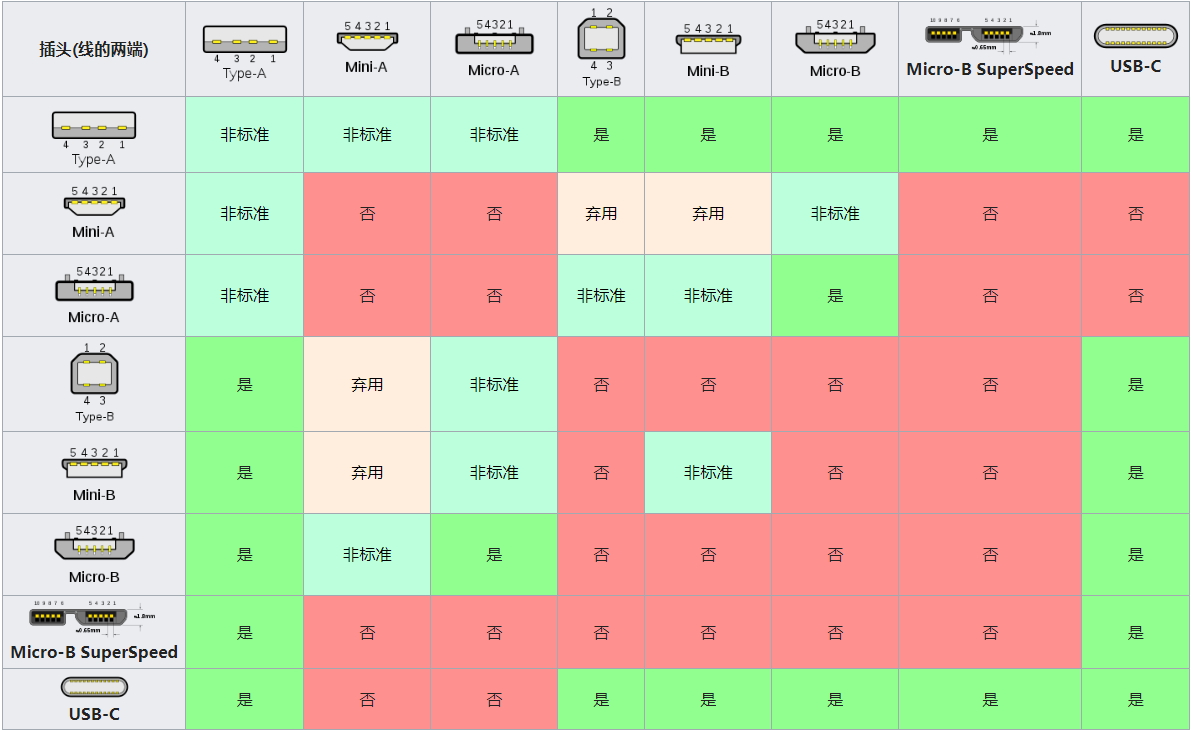 插头(线的两端)
4 3 2 1
Type-A
5 4 3 2 1
Mini-A
54321
Micro-A
1 2
4 3
Type-B
5 4 3 2 1
Mini-B
54321
Micro-B
10 9 8 7 6 5 4 3 2 1
≈1.8mm
≈0.65mm
Micro-B SuperSpeed
USB-C
4 3 2 1
Type-A
非标准 非标准 非标准 是 是 是 是 是
5 4 3 2 1
Mini-A
非标准 否 否 弃用 弃用 非标准 否 否
54321
Micro-A
非标准 否 否 非标准 非标准 是 否 否
1 2
4 3
Type-B
是 弃用 非标准 否 否 否 否 是
5 4 3 2 1
Mini-B
是 弃用 非标准 否 非标准 否 否 是
54321
Micro-B
是 非标准 是 否 否 否 否 是
10 9 8 7 6 5 4 3 2 1
≈1.8mm
≈0.65mm
Micro-B SuperSpeed
是 否 否 否 否 否 否 是
USB-C
是 否 否 是 是 是 是 是